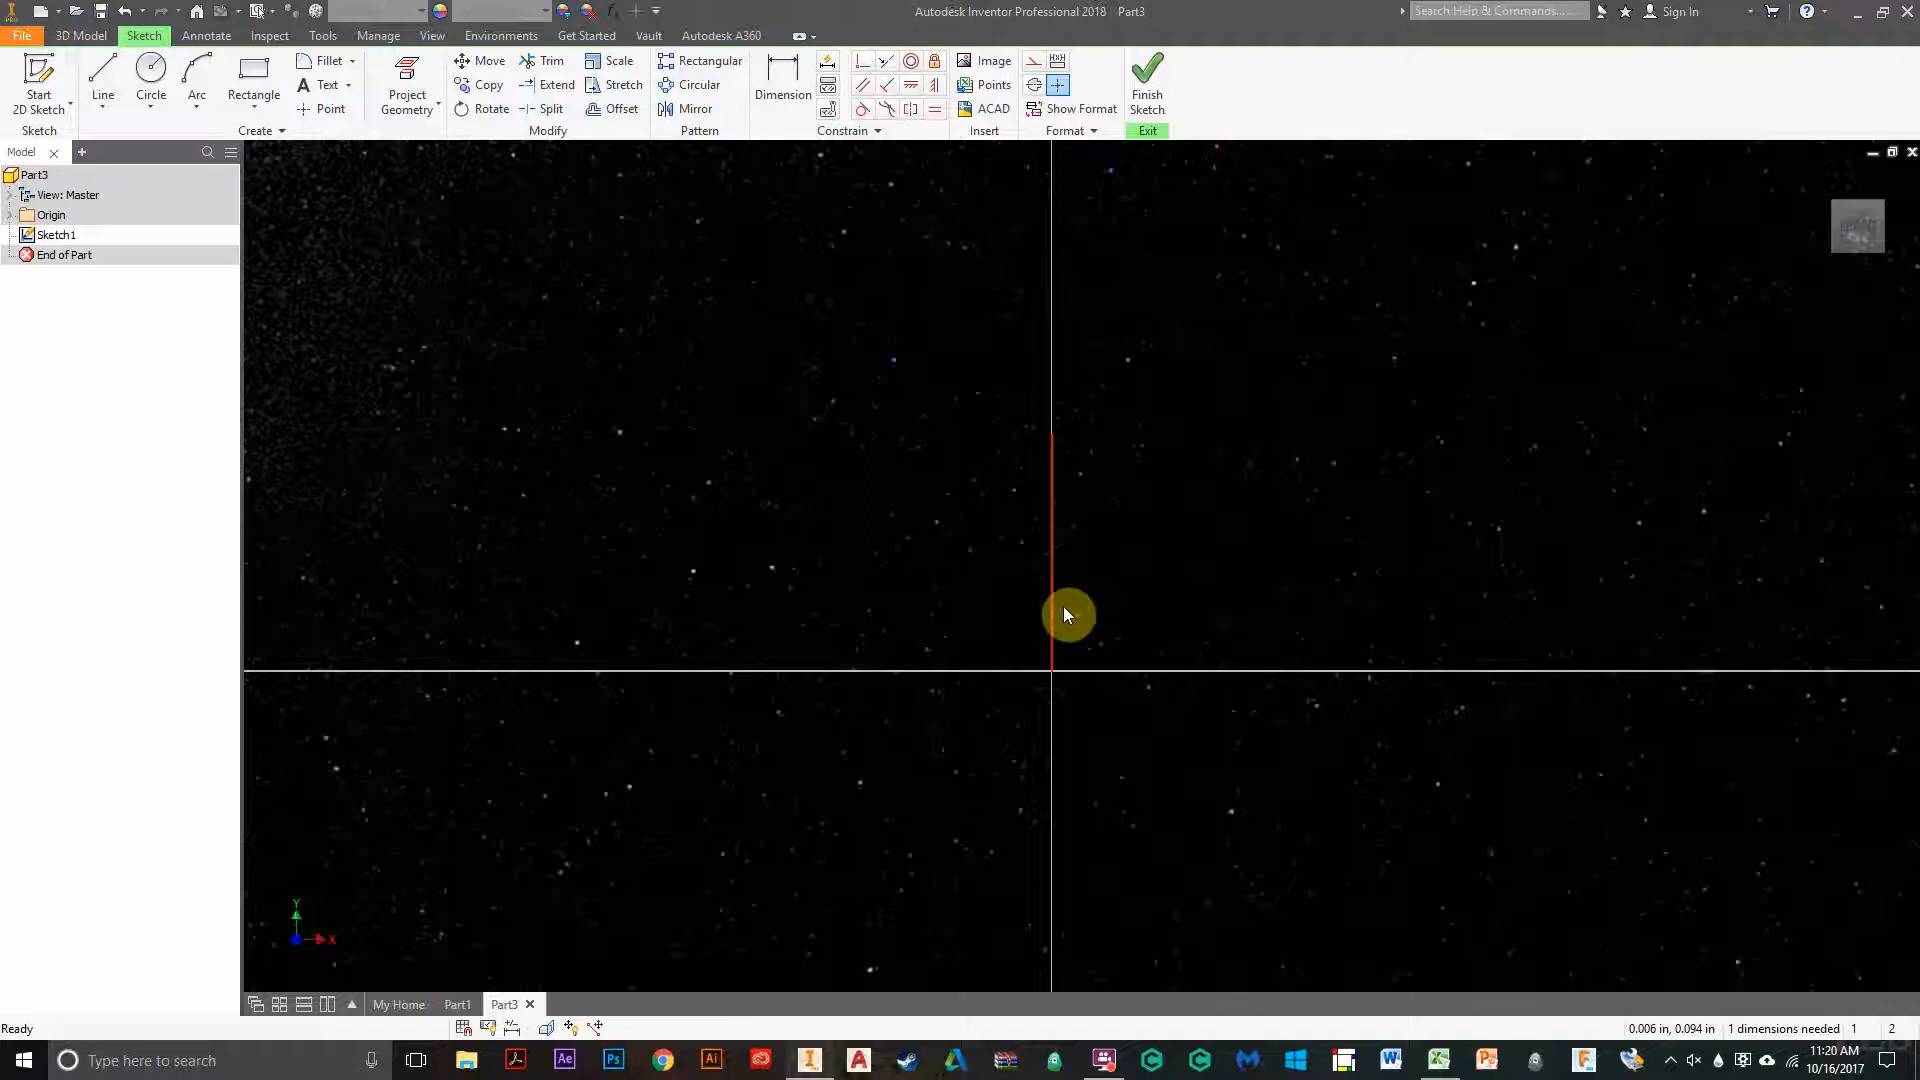 PRO
Autodesk Inventor Professional 2018 Part3
Search Help & Commands...
Sign In
File 3D Model Sketch Annotate Inspect Tools Manage View Environments Get Started Vault Autodesk A360
Start
2D Sketch
Line
Circle
Arc
Rectangle
Fillet
Text
Point
Project
Geometry
Move Trim Scale
Copy Extend Stretch
Rotate Split Offset
Rectangular
Circular
Mirror
Dimension
Image
Points
ACAD
Show Format
Finish
Sketch
Sketch Create Modify Pattern Constrain Insert Format Exit
Model
Part3
View: Master
Origin
Sketch1
End of Part
Y
X
My Home Part1 Part3
Ready
0.006 in, 0.094 in 1 dimensions needed 1 2
Type here to search
11:20 AM
10/16/2017